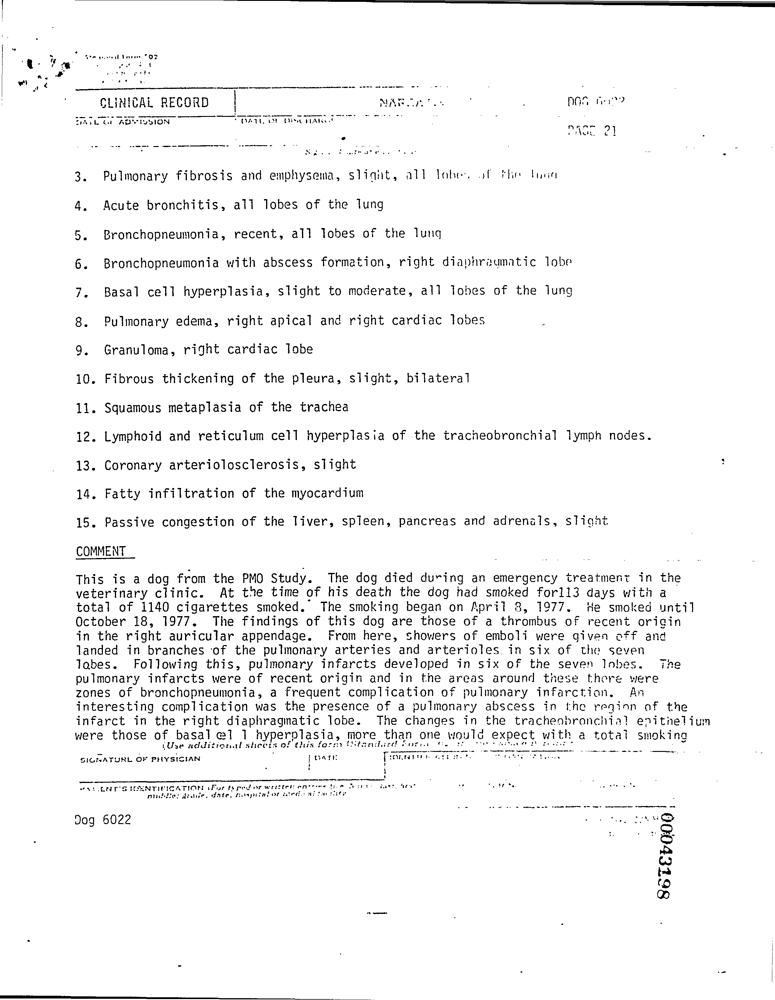 CLINICAL RECORD
DOG 6022
DATE OF ADMISSION
DATE OF DISCHARGE
PAGE 21
3. Pulmonary fibrosis and emphysema, slight, all lobes of the lung
4. Acute bronchitis, all lobes of the lung
5. Bronchopneumonia, recent, all lobes of the lung
6. Bronchopneumonia with abscess formation, right diaphragmatic lobe
7. Basal cell hyperplasia, slight to moderate, all lobes of the lung
8. Pulmonary edema, right apical and right cardiac lobes
9. Granuloma, right cardiac lobe
10. Fibrous thickening of the pleura, slight, bilateral
11. Squamous metaplasia of the trachea
12. Lymphoid and reticulum cell hyperplasia of the tracheobronchial lymph nodes.
13. Coronary arteriolosclerosis, slight
14. Fatty infiltration of the myocardium
15. Passive congestion of the liver, spleen, pancreas and adrenals, slight
COMMENT
This is a dog from the PMO Study. The dog died during an emergency treatment in the
veterinary clinic. At the time of his death the dog had smoked for113 days with a
total of 1140 cigarettes smoked. The smoking began on April 8, 1977. He smoked until
October 18, 1977. The findings of this dog are those of a thrombus of recent origin
in the right auricular appendage. From here, showers of emboli were given off and
landed in branches of the pulmonary arteries and arterioles in six of the seven
lobes. Following this, pulmonary infarcts developed in six of the seven lobes. The
pulmonary infarcts were of recent origin and in the areas around these there were
zones of bronchopneumonia, a frequent complication of pulmonary infarction. An
interesting complication was the presence of a pulmonary abscess in the region of the
infarct in the right diaphragmatic lobe. The changes in the tracheobronchial epithelium
were those of basal cel l hyperplasia, more than one would expect with a total smoking
(Use additional sheets of this form
SIGNATURE OF PHYSICIAN
DATE
PATIENT'S IDENTIFICATION (For typed or written entries
middle; grade, date, hospital or medical
Dog 6022
00043198